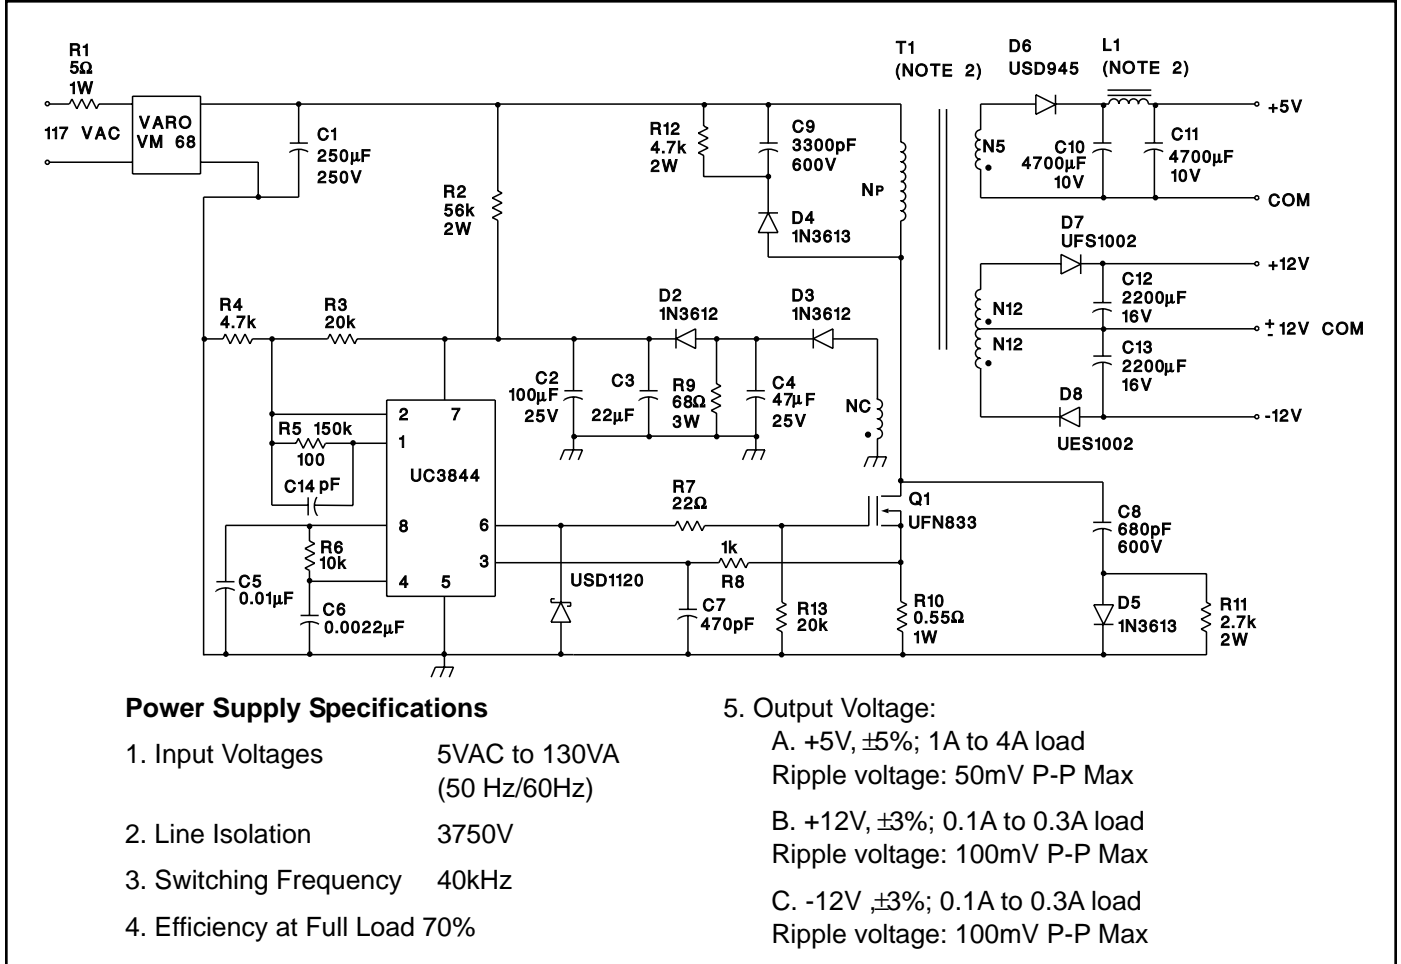 R1
5Ω
1W
117 VAC
VARO
VM 68
C1
250µF
250V
R2
56k
2W
R12
4.7k
2W
C9
3300pF
600V
D4
1N3613
NP
T1
(NOTE 2)
D6
USD945
L1
(NOTE 2)
N5
C10
4700µF
10V
C11
4700µF
10V
+5V
COM
D7
UFS1002
+12V
N12
C12
2200µF
16V
± 12V COM
N12
C13
2200µF
16V
D8
UES1002
-12V
R4
4.7k
R3
20k
D2
1N3612
D3
1N3612
C2
100µF
25V
C3
22µF
R9
68Ω
3W
C4
47µF
25V
NC
2
7
R5 150k
1
100
C14 pF
UC3844
8
6
R6
10k
3
4
5
C5
0.01µF
C6
0.0022µF
USD1120
R7
22Ω
1k
R8
C7
470pF
R13
20k
Q1
UFN833
R10
0.55Ω
1W
C8
680pF
600V
D5
1N3613
R11
2.7k
2W
Power Supply Specifications
1. Input Voltages 5VAC to 130VA
(50 Hz/60Hz)
2. Line Isolation 3750V
3. Switching Frequency 40kHz
4. Efficiency at Full Load 70%
5. Output Voltage:
A. +5V, ±5%; 1A to 4A load
Ripple voltage: 50mV P-P Max
B. +12V, ±3%; 0.1A to 0.3A load
Ripple voltage: 100mV P-P Max
C. -12V ,±3%; 0.1A to 0.3A load
Ripple voltage: 100mV P-P Max